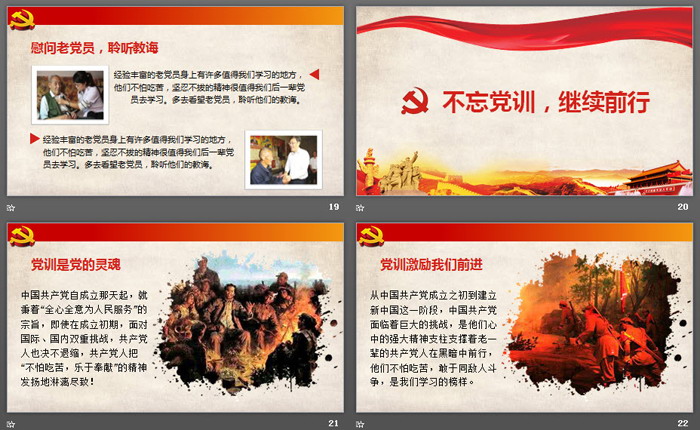 慰问老党员，聆听教诲
经验丰富的老党员身上有许多值得我们学习的地方，
他们不怕吃苦，坚忍不拔的精神很值得我们后一辈党
员去学习。多去看望老党员，聆听他们的教诲。
经验丰富的老党员身上有许多值得我们学习的地方，
他们不怕吃苦，坚忍不拔的精神很值得我们后一辈党
员去学习。多去看望老党员，聆听他们的教诲。
19
不忘党训，继续前行
20
党训是党的灵魂
中国共产党自成立那天起，就
秉着“全心全意为人民服务”的
宗旨，即使在成立初期，面对
国际、国内双重挑战，共产党
人也决不退缩，共产党人把
“不怕吃苦，乐于奉献”的精神
发扬地淋漓尽致！
21
党训激励我们前进
从中国共产党成立之初到建立
新中国这一阶段，中国共产党
面临着巨大的挑战，是他们心
中的强大精神支柱支撑着老一
辈的共产党人在黑暗中前行，
他们不怕吃苦，敢于同敌人斗
争，是我们学习的榜样。
22